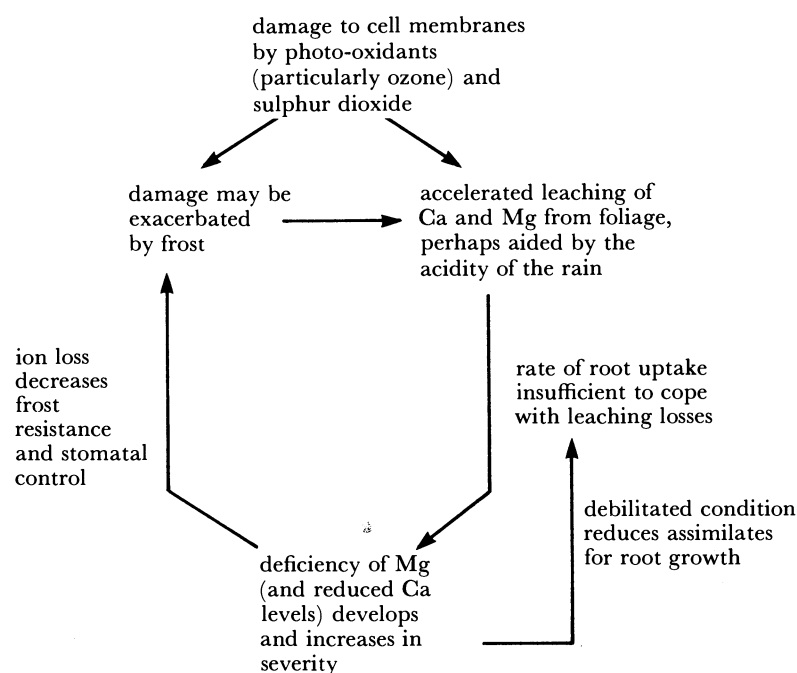 damage to cell membranes
by photo-oxidants
(particularly ozone) and
sulphur dioxide
damage may be
exacerbated
by frost
accelerated leaching of
Ca and Mg from foliage,
perhaps aided by the
acidity of the rain
ion loss
decreases
frost
resistance
and stomatal
control
rate of root uptake
insufficient to cope
with leaching losses
debilitated condition
reduces assimilates
for root growth
deficiency of Mg
(and reduced Ca
levels) develops
and increases in
severity